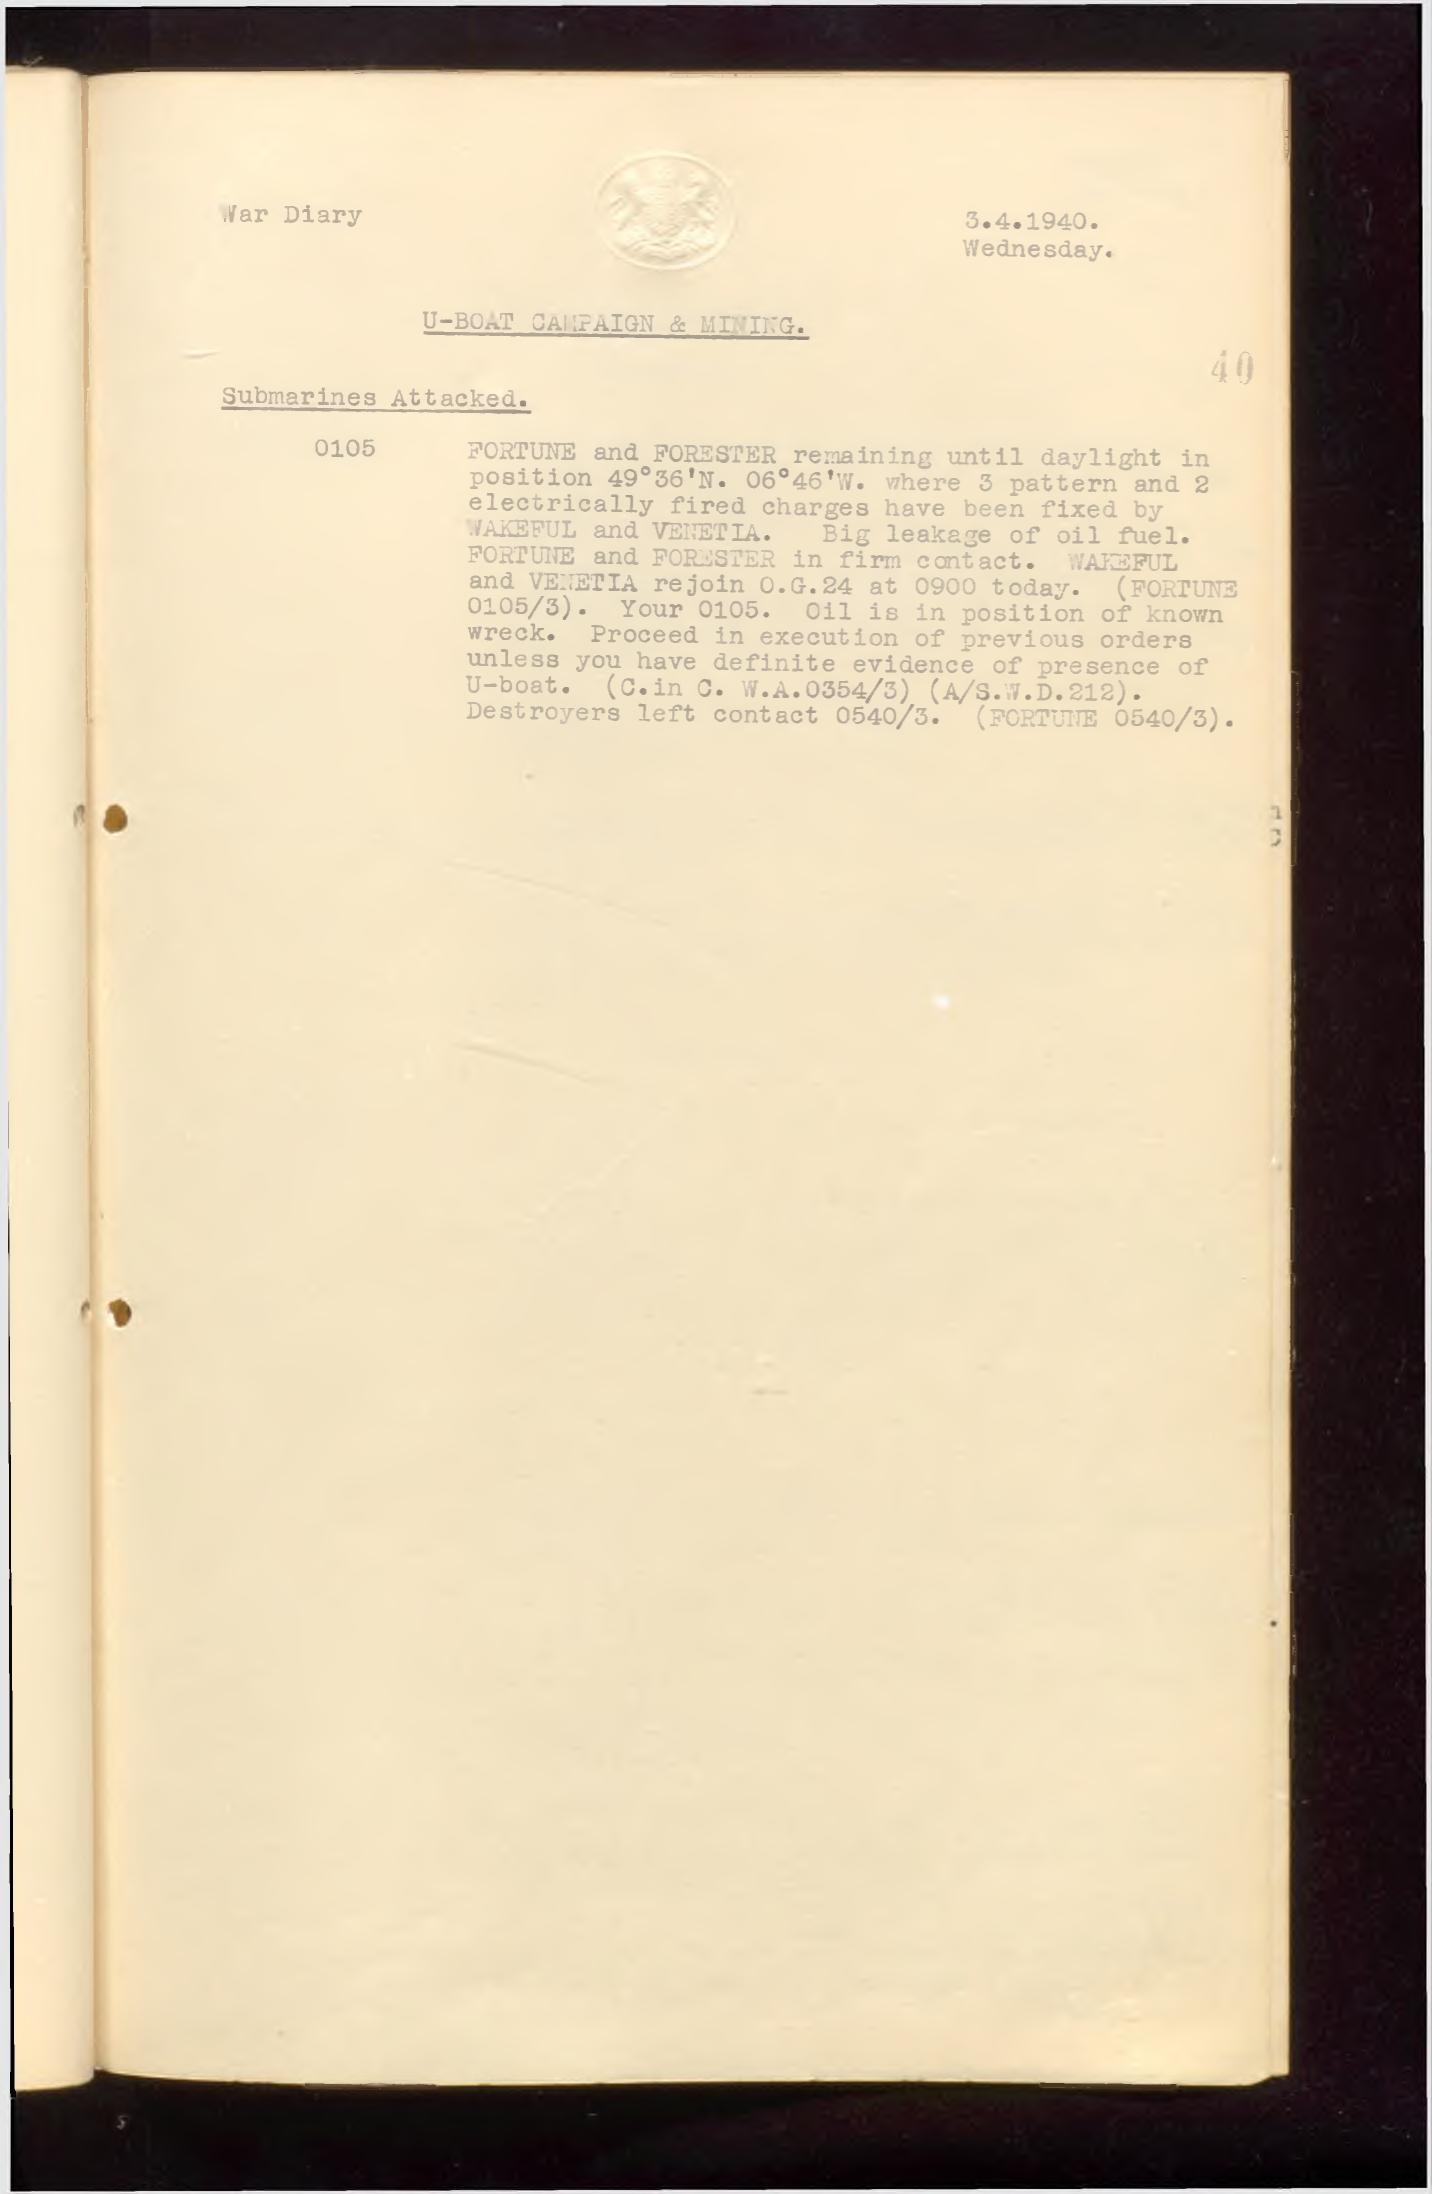 War Diary
3.4.1940.
Wednesday.
U-BOAT CAMPAIGN & MINING.
40
Submarines Attacked.
0105 FORTUNE and FORESTER remaining until daylight in
position 49°36'N. 06°46'W. where 3 pattern and 2
electrically fired charges have been fixed by
WAKEFUL and VENETIA. Big leakage of oil fuel.
FORTUNE and FORESTER in firm contact. WAKEFUL
and VENETIA rejoin O.G.24 at 0900 today. (FORTUNE
0105/3). Your 0105. Oil is in position of known
wreck. Proceed in execution of previous orders
unless you have definite evidence of presence of
U-boat. (C.in C. W.A.0354/3) (A/S.W.D.212).
Destroyers left contact 0540/3. (FORTUNE 0540/3).